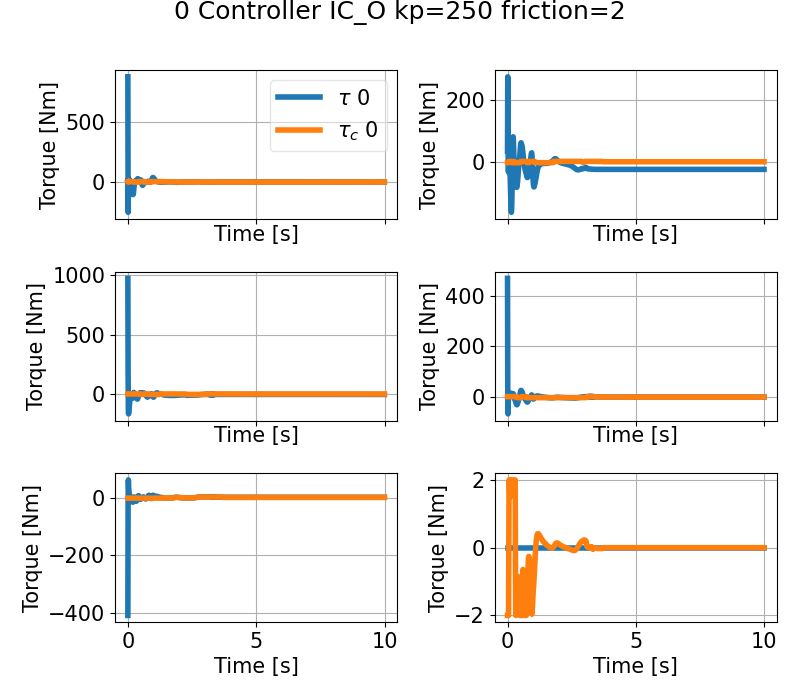 0 Controller IC_O kp=250 friction=2
Torque [Nm]
500
0
τ 0
τc 0
Time [s]
Torque [Nm]
200
0
Time [s]
Torque [Nm]
1000
500
0
Time [s]
Torque [Nm]
400
200
0
Time [s]
Torque [Nm]
0
−200
−400
0 5 10
Time [s]
Torque [Nm]
2
0
−2
0 5 10
Time [s]